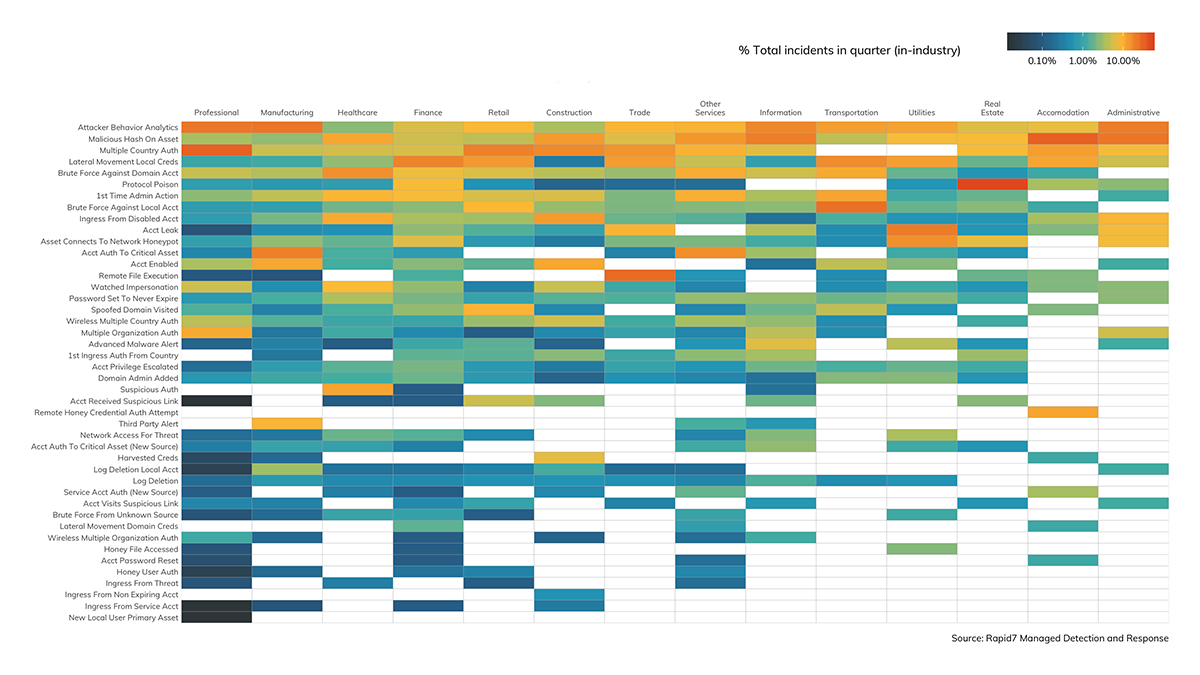 % Total incidents in quarter (in-industry)
0.10% 1.00% 10.00%
Professional Manufacturing Healthcare Finance Retail Construction Trade Other Services Information Transportation Utilities Real Estate Accomodation Administrative
Attacker Behavior Analytics
Malicious Hash On Asset
Multiple Country Auth
Lateral Movement Local Creds
Brute Force Against Domain Acct
Protocol Poison
1st Time Admin Action
Brute Force Against Local Acct
Ingress From Disabled Acct
Acct Leak
Asset Connects To Network Honeypot
Acct Auth To Critical Asset
Acct Enabled
Remote File Execution
Watched Impersonation
Password Set To Never Expire
Spoofed Domain Visited
Wireless Multiple Country Auth
Multiple Organization Auth
Advanced Malware Alert
1st Ingress Auth From Country
Acct Privilege Escalated
Domain Admin Added
Suspicious Auth
Acct Received Suspicious Link
Remote Honey Credential Auth Attempt
Third Party Alert
Network Access For Threat
Acct Auth To Critical Asset (New Source)
Harvested Creds
Log Deletion Local Acct
Log Deletion
Service Acct Auth (New Source)
Acct Visits Suspicious Link
Brute Force From Unknown Source
Lateral Movement Domain Creds
Wireless Multiple Organization Auth
Honey File Accessed
Acct Password Reset
Honey User Auth
Ingress From Threat
Ingress From Non Expiring Acct
Ingress From Service Acct
New Local User Primary Asset
Source: Rapid7 Managed Detection and Response